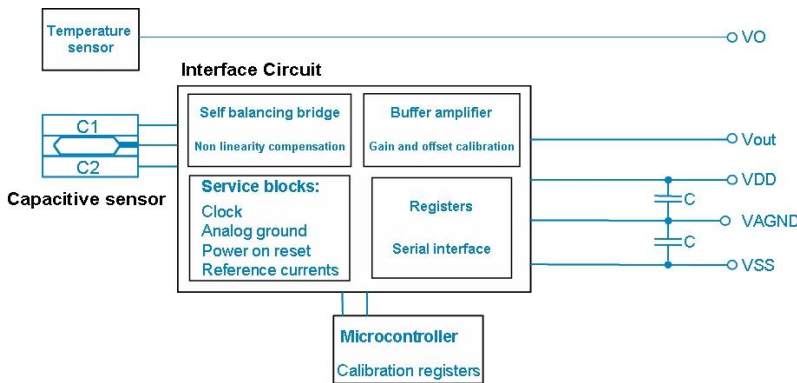 Temperature
sensor
VO
Interface Circuit
Self balancing bridge
Non linearity compensation
Buffer amplifier
Gain and offset calibration
C1
C2
Capacitive sensor
Vout
Service blocks:
Clock
Analog ground
Power on reset
Reference currents
Registers
Serial interface
VDD
C
VAGND
C
VSS
Microcontroller
Calibration registers